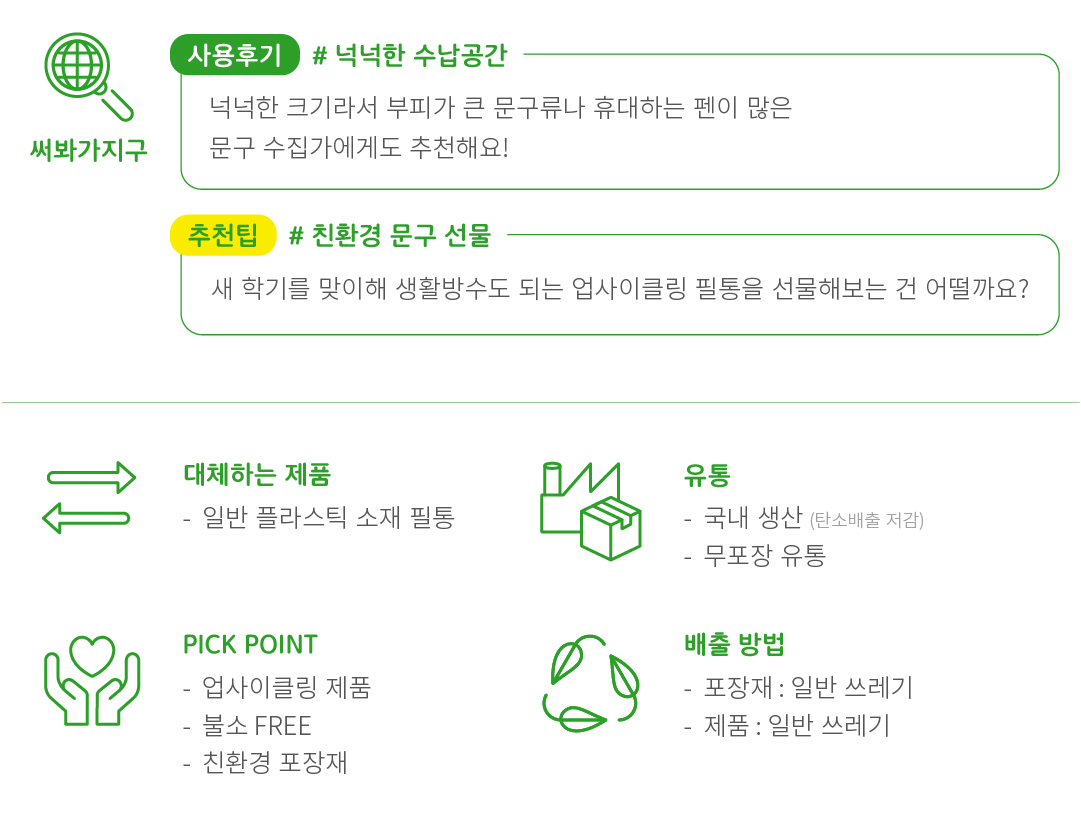 써봐가지구
사용후기 # 넉넉한 수납공간
넉넉한 크기라서 부피가 큰 문구류나 휴대하는 펜이 많은
문구 수집가에게도 추천해요!
추천팁 # 친환경 문구 선물
새 학기를 맞이해 생활방수도 되는 업사이클링 필통을 선물해보는 건 어떨까요?
대체하는 제품
- 일반 플라스틱 소재 필통
유통
- 국내 생산 (탄소배출 저감)
- 무포장 유통
PICK POINT
- 업사이클링 제품
- 불소 FREE
- 친환경 포장재
배출 방법
- 포장재 : 일반 쓰레기
- 제품 : 일반 쓰레기